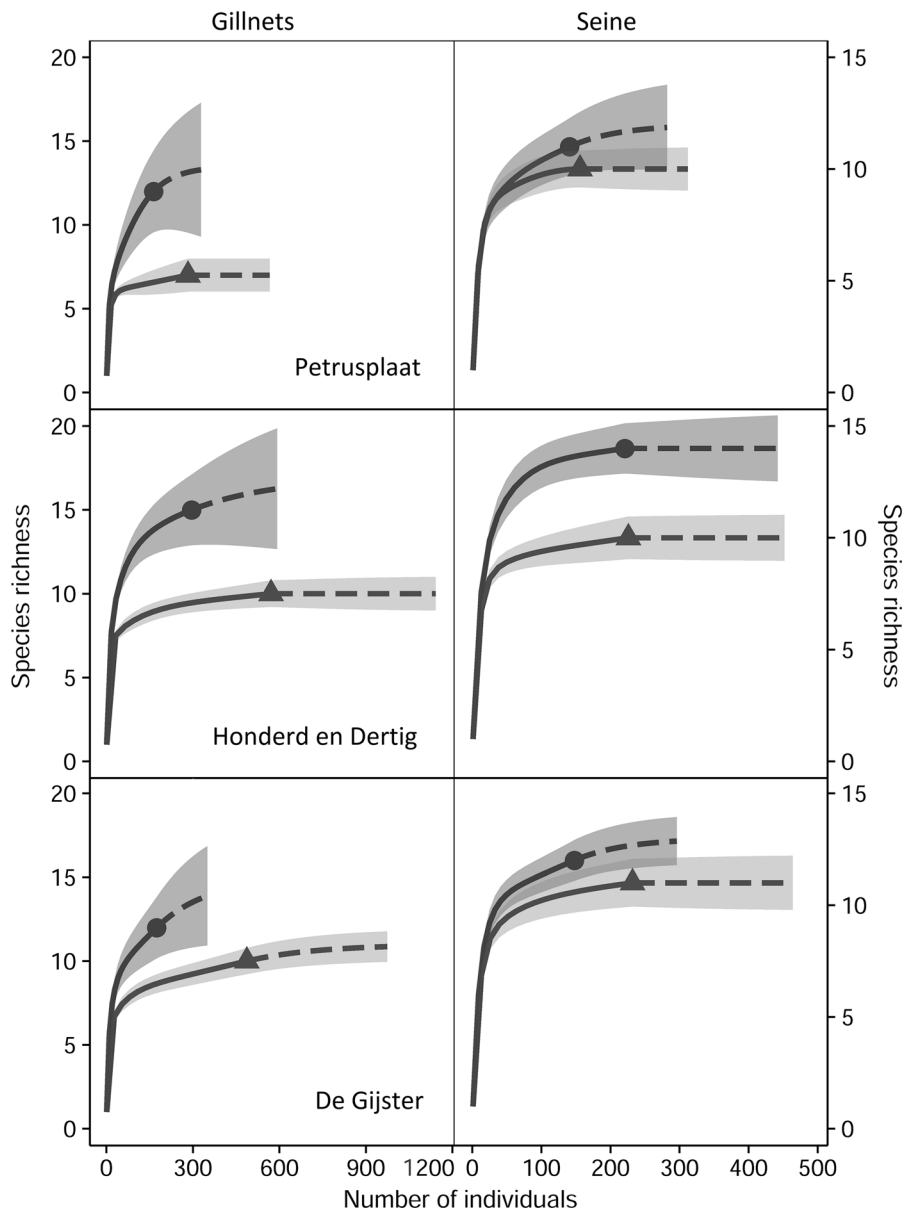 Gillnets Seine
20 15
15 10
10
5 5
0 0
Petrusplaat
20 15
15
10 10
5 5
0 0
Honderd en Dertig
20 15
15
10 10
5 5
0 0
De Gijster
Species richness
Species richness
0 300 600 900 1200 0 100 200 300 400 500
Number of individuals